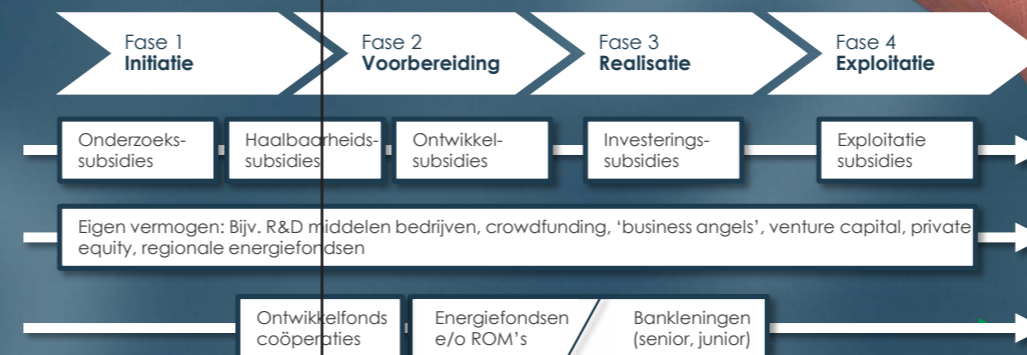 Fase 1
Initiatie
Fase 2
Voorbereiding
Fase 3
Realisatie
Fase 4
Exploitatie
Onderzoeks-
subsidies
Haalbaarheids-
subsidies
Ontwikkel-
subsidies
Investerings-
subsidies
Exploitatie
subsidies
Eigen vermogen: Bijv. R&D middelen bedrijven, crowdfunding, ‘business angels’, venture capital, private
equity, regionale energiefondsen
Ontwikkelfonds
coöperaties
Energiefondsen
e/o ROM’s
Bankleningen
(senior, junior)